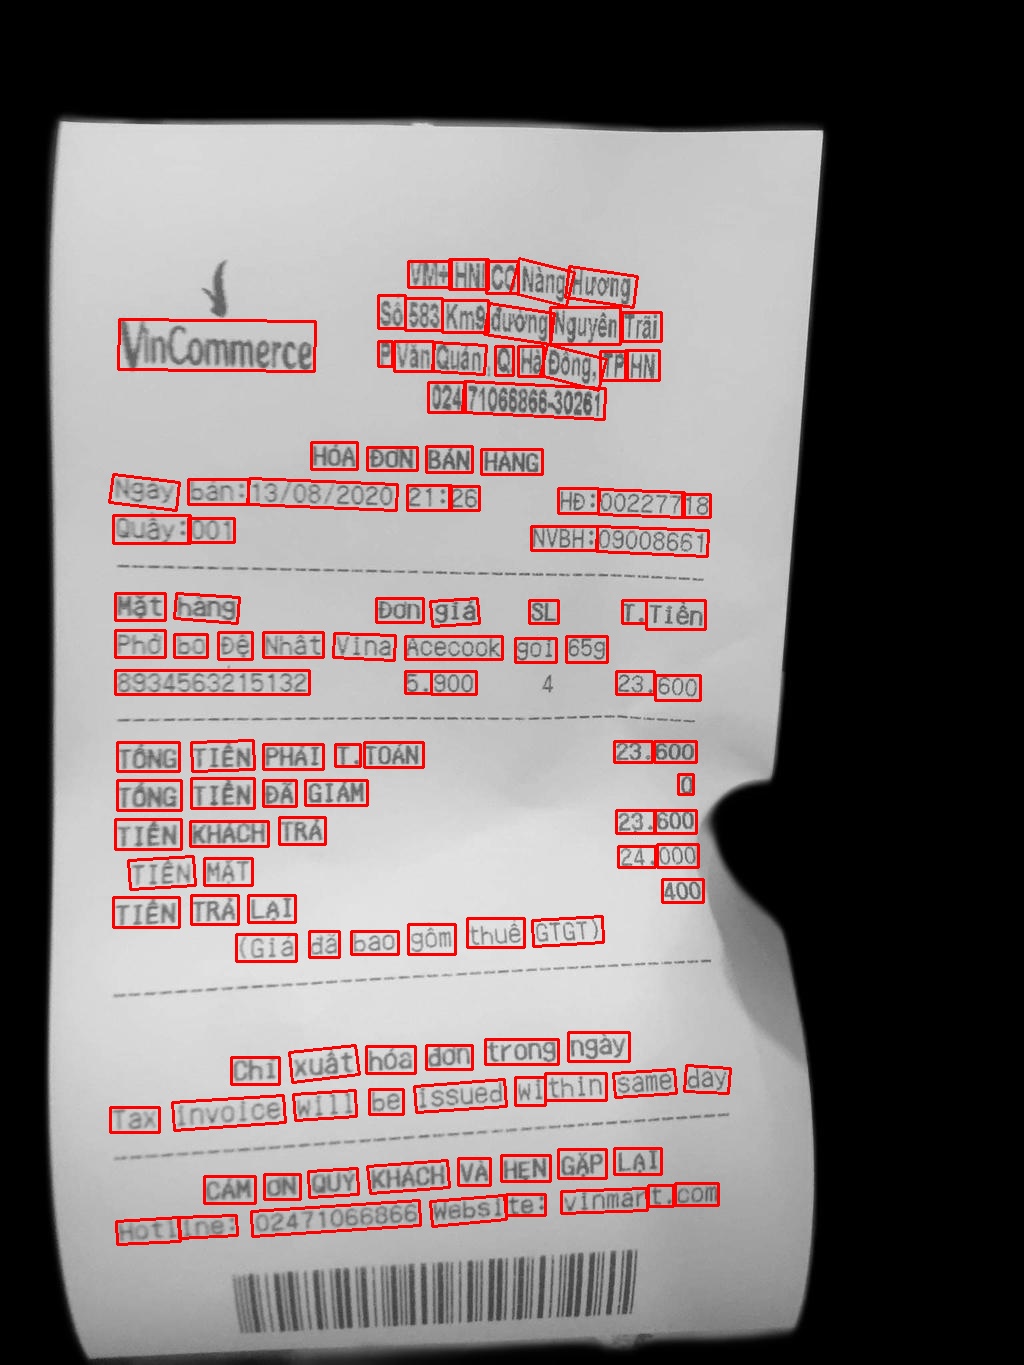 VinCommerce
VM+ HNI CC Nàng Hương
Số 583 Km9 đường Nguyễn Trãi
P Văn Quán, Q Hà Đông, TP HN
024 71066866-30261
HÓA ĐƠN BÁN HÀNG
Ngày bán:13/08/2020 21:26 HĐ:00227718
Quầy:001 NVBH:09008661
Mặt hàng Đơn giá SL T.Tiền
Phở bo Đệ Nhất Vina Acecook gói 65g
8934563215132 5.900 4 23.600
TỔNG TIỀN PHẢI T.TOÁN 23.600
TỔNG TIỀN ĐÃ GIẢM 0
TIỀN KHÁCH TRẢ 23.600
TIỀN MẶT 24.000
TIỀN TRẢ LẠI 400
(Giá đã bao gồm thuế GTGT)
Chỉ xuất hóa đơn trong ngày
Tax invoice will be issued within same day
CẢM ƠN QUÝ KHÁCH VÀ HẸN GẶP LẠI
Hotline: 02471066866 Website: vinmart.com